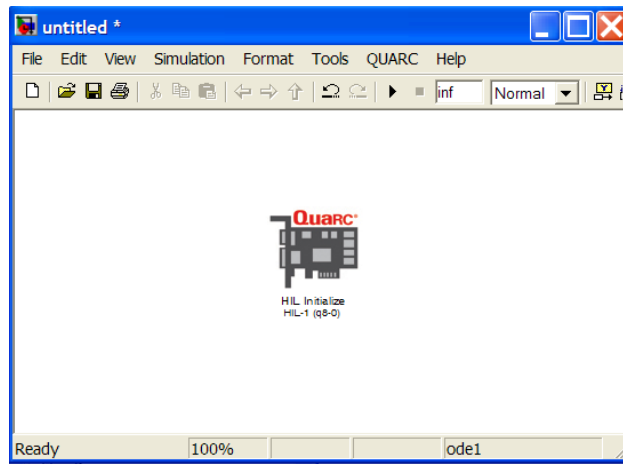 untitled *
File Edit View Simulation Format Tools QUARC Help
inf Normal
QUARC
HIL Initialize
HIL-1 (q8-0)
Ready 100% ode1